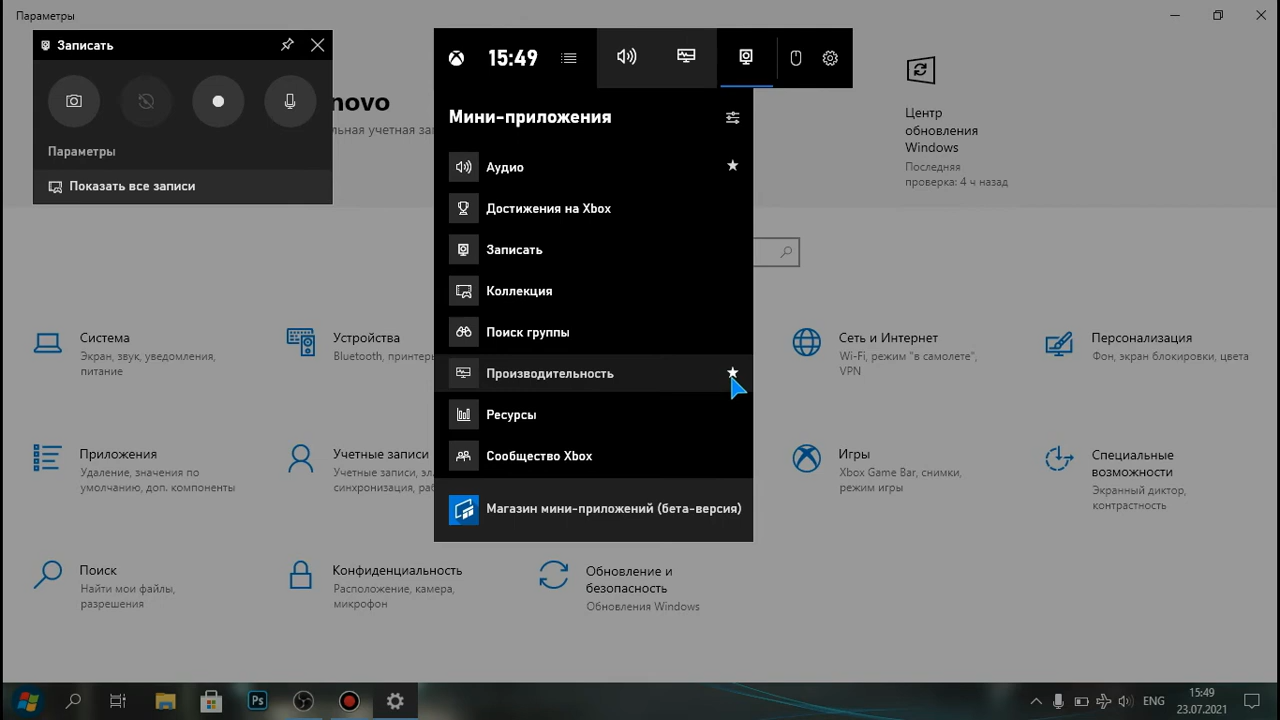 Параметры
Записать
Параметры
Показать все записи
novo
льная учетная за
15:49
Мини-приложения
Аудио
Достижения на Xbox
Записать
Коллекция
Поиск группы
Производительность
Ресурсы
Сообщество Xbox
Магазин мини-приложений (бета-версия)
Центр
обновления
Windows
Последняя
проверка: 4 ч назад
Система
Экран, звук, уведомления,
питание
Устройства
Bluetooth, принтеры
Сеть и Интернет
Wi-Fi, режим "в самолете",
VPN
Персонализация
Фон, экран блокировки, цвета
Приложения
Удаление, значения по
умолчанию, доп. компоненты
Учетные записи
Учетные записи, эл.
синхронизация, раб
Игры
Xbox Game Bar, снимки,
режим игры
Специальные
возможности
Экранный диктор,
контрастность
Поиск
Найти мои файлы,
разрешения
Конфиденциальность
Расположение, камера,
микрофон
Обновление и
безопасность
Обновления Windows
Ps
ENG
15:49
23.07.2021